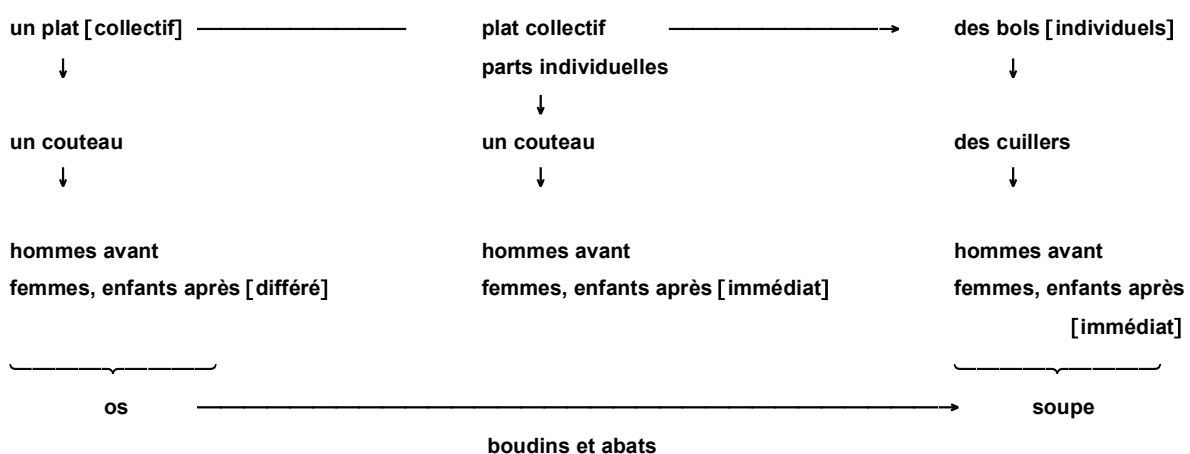 un plat [collectif] plat collectif des bols [individuels]
parts individuelles
un couteau un couteau des cuillers
hommes avant hommes avant hommes avant
femmes, enfants après [différé] femmes, enfants après [immédiat] femmes, enfants après
[immédiat]
os soupe
boudins et abats